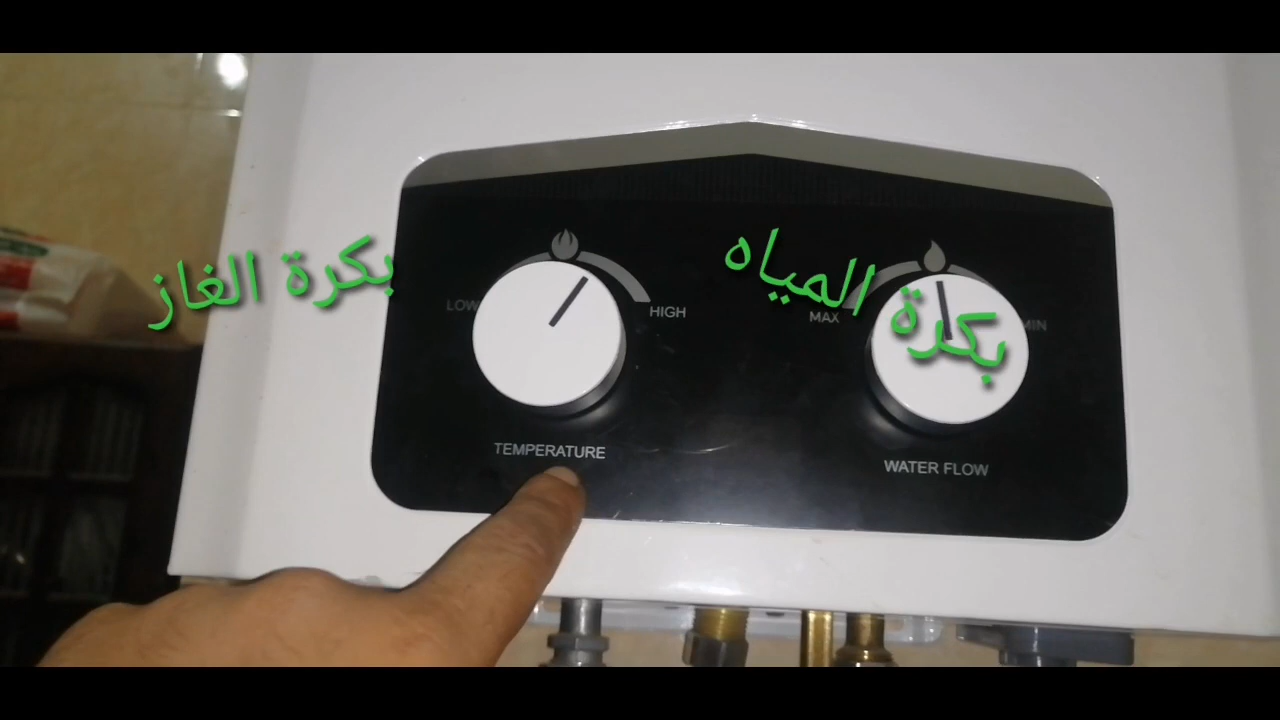 بكرة الغاز
بكرة المياه
LOW
HIGH
MAX
MIN
TEMPERATURE
WATER FLOW